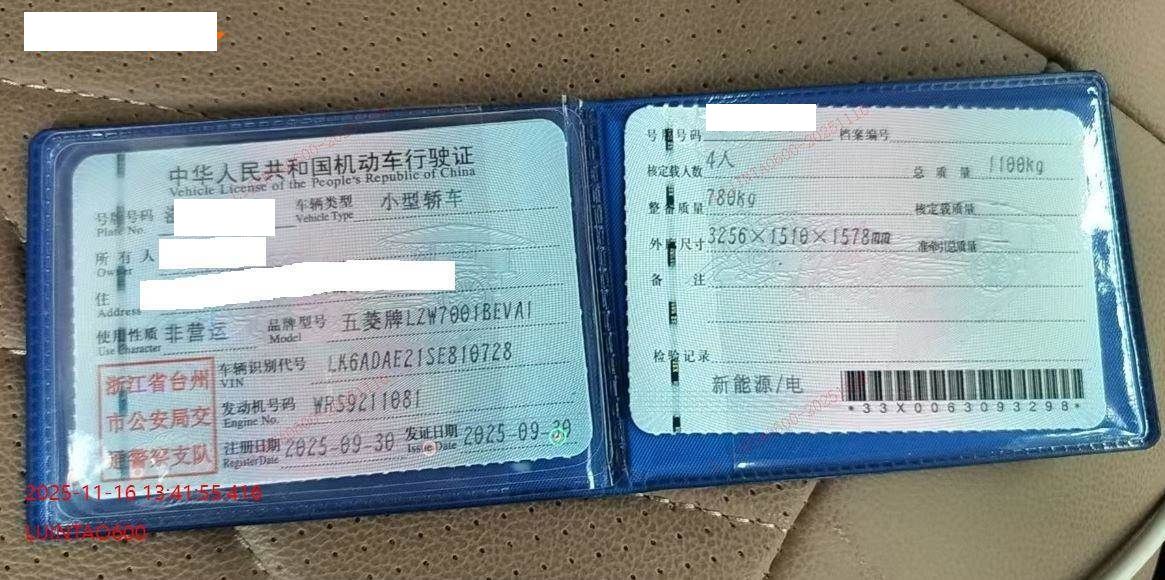 中华人民共和国机动车行驶证
Vehicle License of the People's Republic of China
号牌号码
Plate No.
车辆类型 小型轿车
Vehicle Type
所有人
Owner
住
Address
使用性质 非营运
Use Character
品牌型号 五菱牌LZW7001BEVA1
Model
浙江省台州
市公安局交
通警察支队
车辆识别代号 LK6ADAE21SE810728
VIN
发动机号码 WRS9211081
Engine No.
注册日期 2025-09-30 发证日期 2025-09-30
Register Date Issue Date
号牌号码 档案编号
核定载人数 4人 总质量 1100kg
整备质量 780kg 核定载质量
外廓尺寸 3256×1510×1578mm 准牵引总质量
备注
检验记录
新能源/电
*33X0063093298*
2025-11-16 13:41:55.416
LUXINTAO600